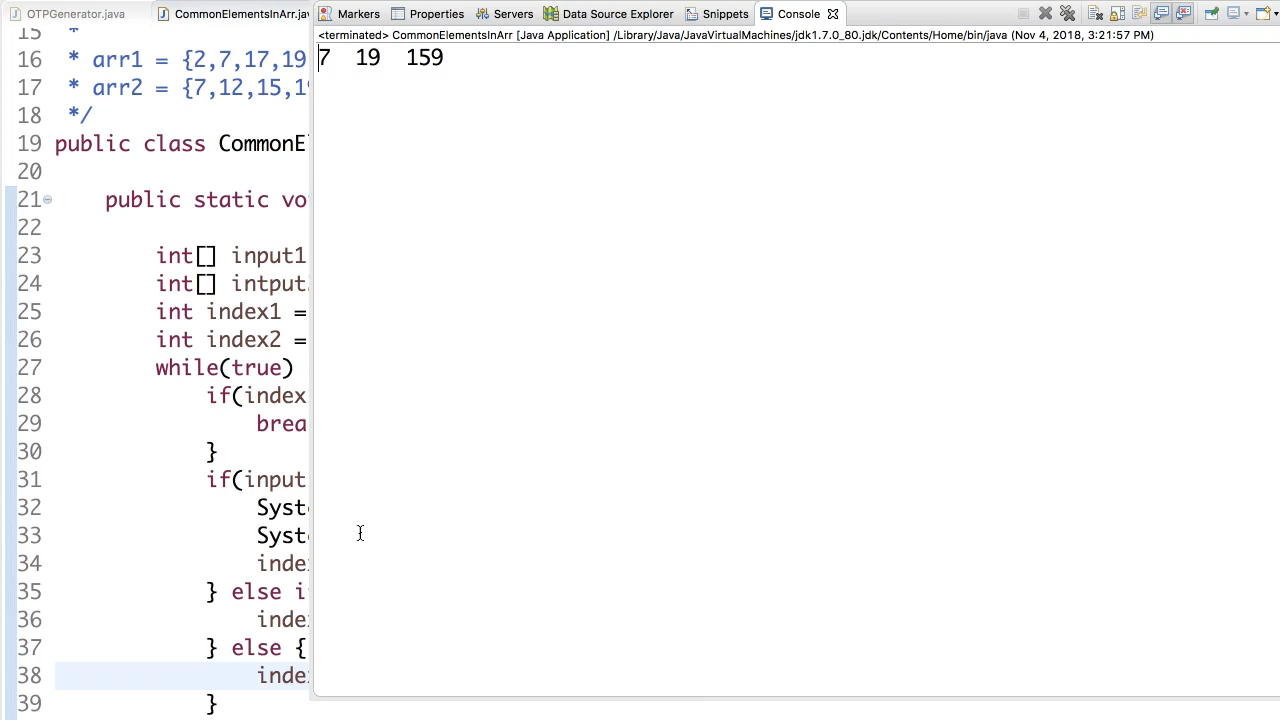 OTPGenerator.java
CommonElementsInArr.jav
Markers
Properties
Servers
Data Source Explorer
Snippets
Console
<terminated> CommonElementsInArr [Java Application] /Library/Java/JavaVirtualMachines/jdk1.7.0_80.jdk/Contents/Home/bin/java (Nov 4, 2018, 3:21:57 PM)
7 19 159
15 *
16 * arr1 = {2,7,17,19
17 * arr2 = {7,12,15,19
18 */
19 public class CommonEl
20
21 public static vo
22
23 int[] input1
24 int[] intput
25 int index1 =
26 int index2 =
27 while(true)
28 if(index
29 brea
30 }
31 if(input
32 Syst
33 Syst
34 inde
35 } else i
36 inde
37 } else {
38 inde
39 }